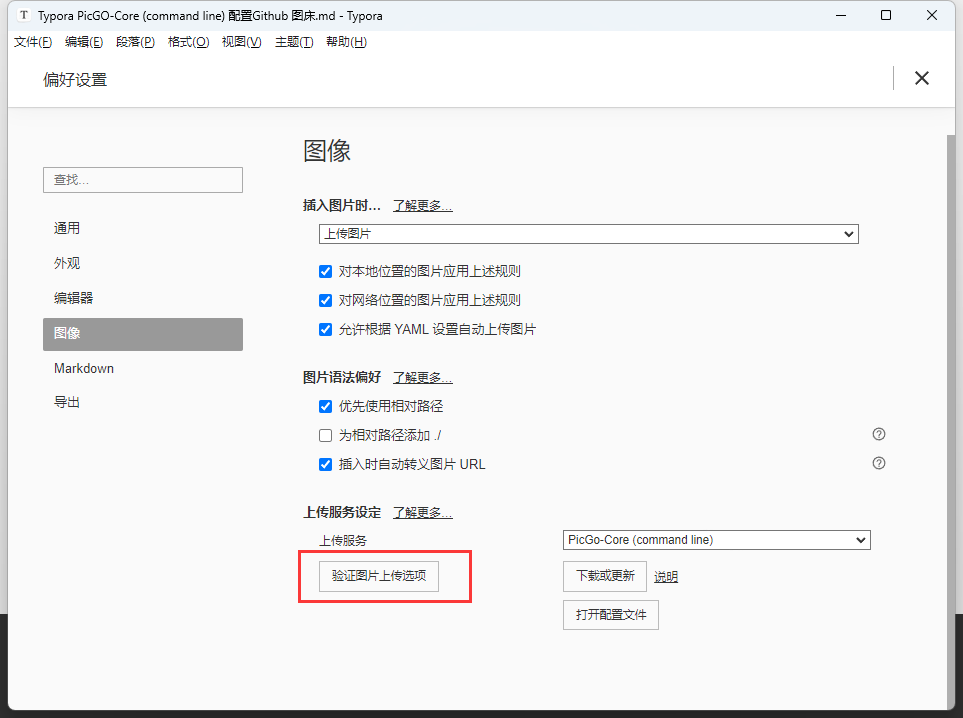 T Typora PicGO-Core (command line) 配置Github 图床.md - Typora
文件(F) 编辑(E) 段落(P) 格式(O) 视图(V) 主题(T) 帮助(H)
偏好设置
查找...
通用
外观
编辑器
图像
Markdown
导出
图像
插入图片时... 了解更多...
上传图片
对本地位置的图片应用上述规则
对网络位置的图片应用上述规则
允许根据 YAML 设置自动上传图片
图片语法偏好 了解更多...
优先使用相对路径
为相对路径添加 ./
插入时自动转义图片 URL
上传服务设定 了解更多...
上传服务 PicGo-Core (command line)
验证图片上传选项 下载或更新 说明
打开配置文件